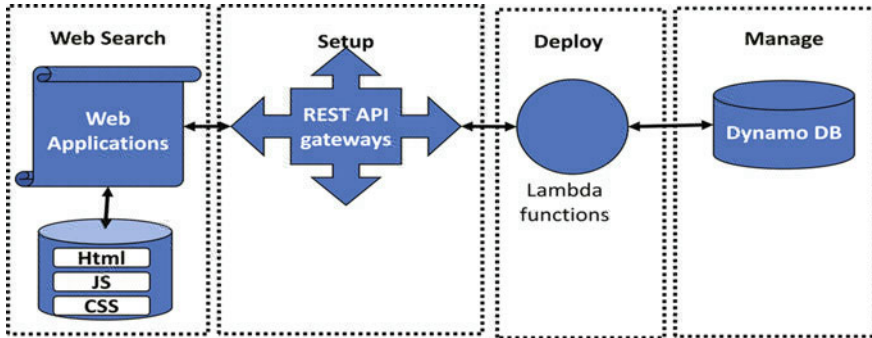 Web Search
Setup
Deploy
Manage
Web
Applications
REST API
gateways
Lambda
functions
Dynamo DB
Html
JS
CSS